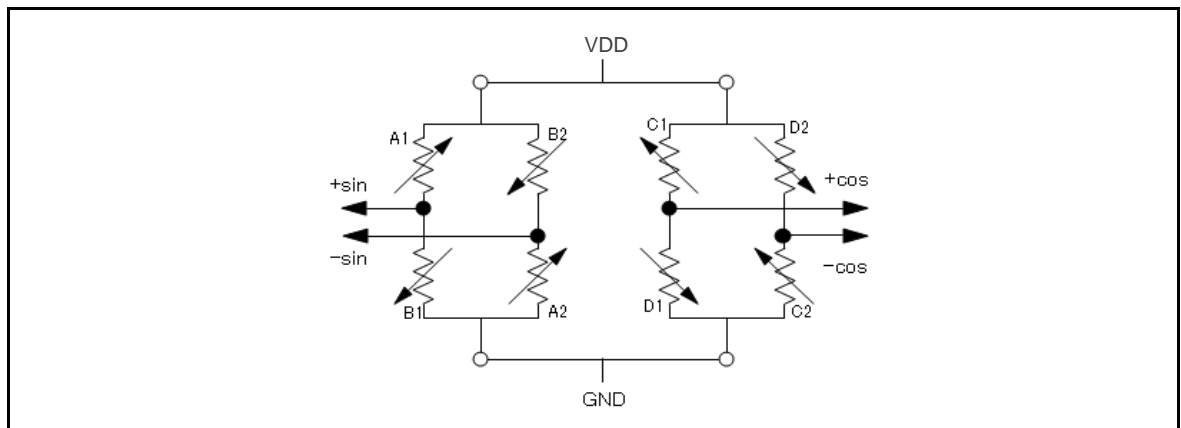 VDD
A1
B2
C1
D2
+sin
+cos
−sin
−cos
B1
A2
D1
C2
GND